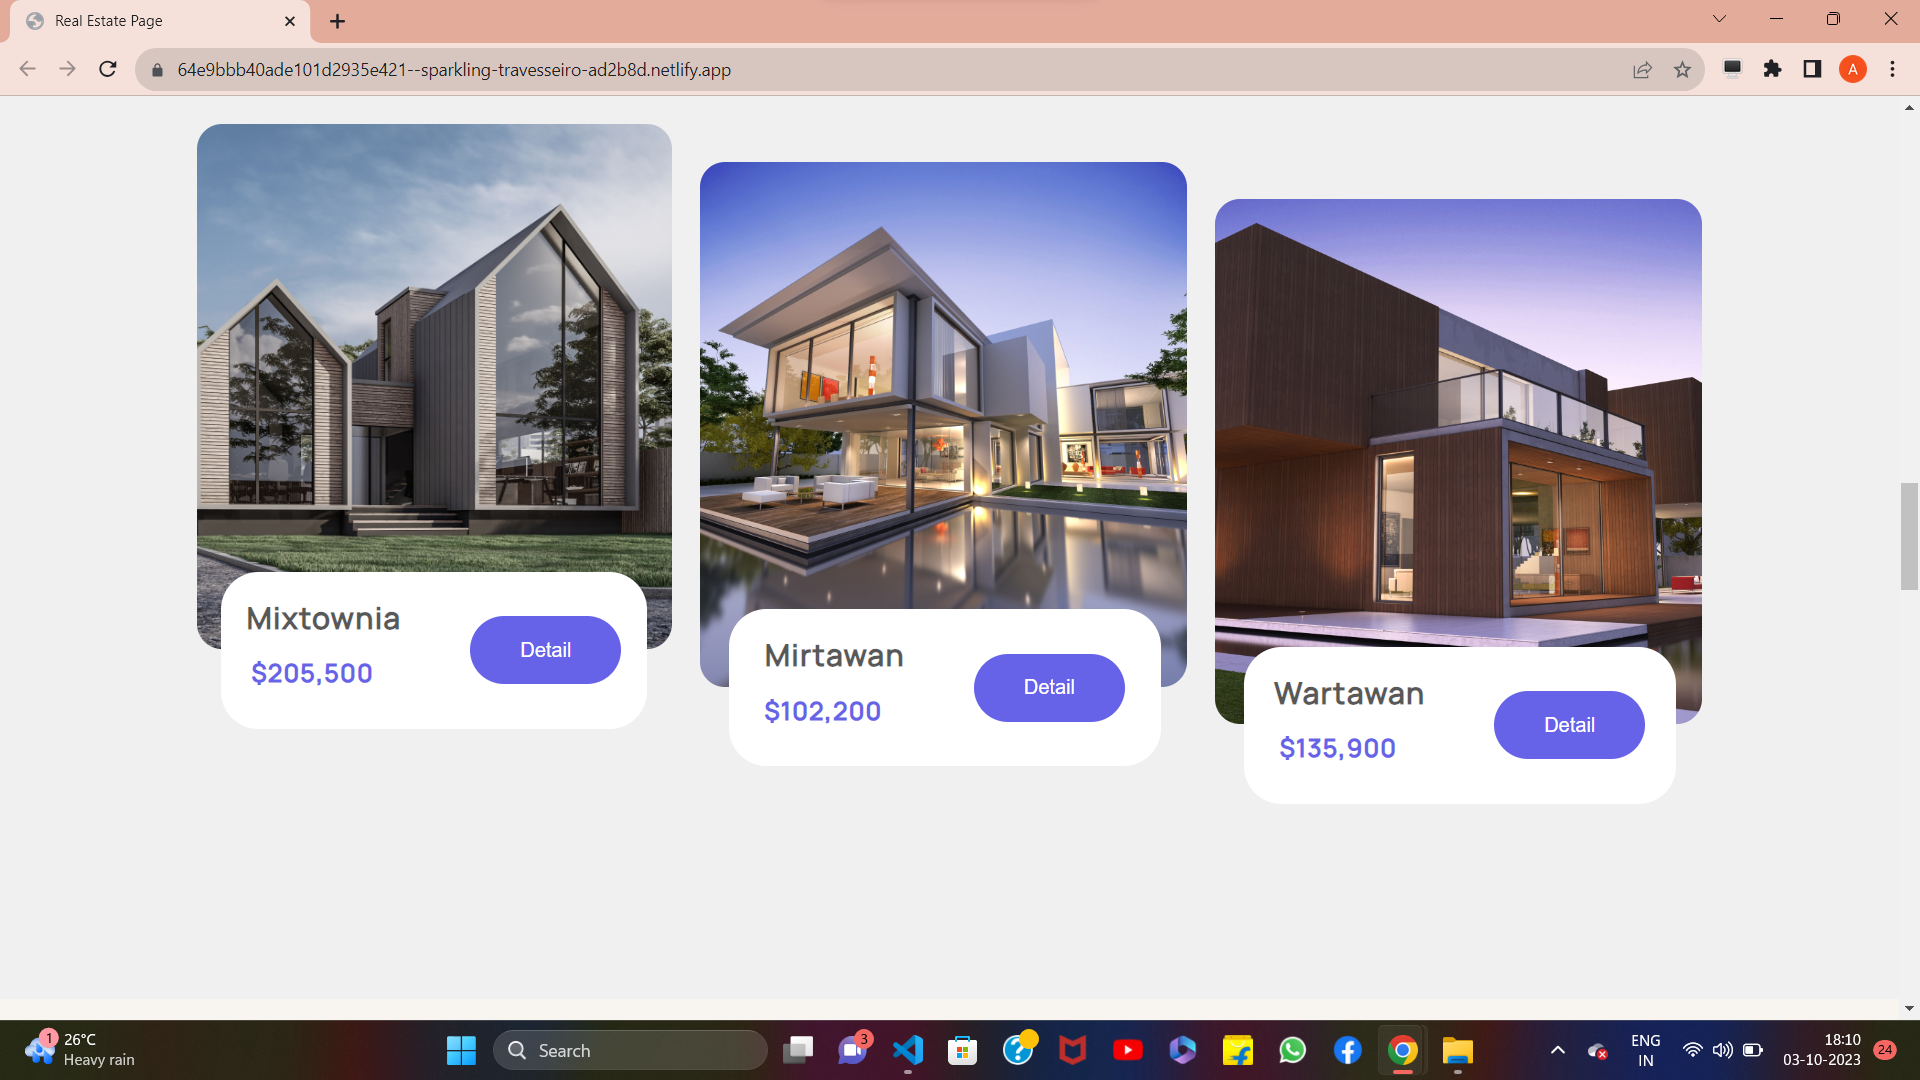 Real Estate Page
64e9bbb40ade101d2935e421--sparkling-travesseiro-ad2b8d.netlify.app
A
Mixtownia
$205,500
Detail
Mirtawan
$102,200
Detail
Wartawan
$135,900
Detail
1
26°C
Heavy rain
Search
3
ENG
IN
18:10
03-10-2023
24